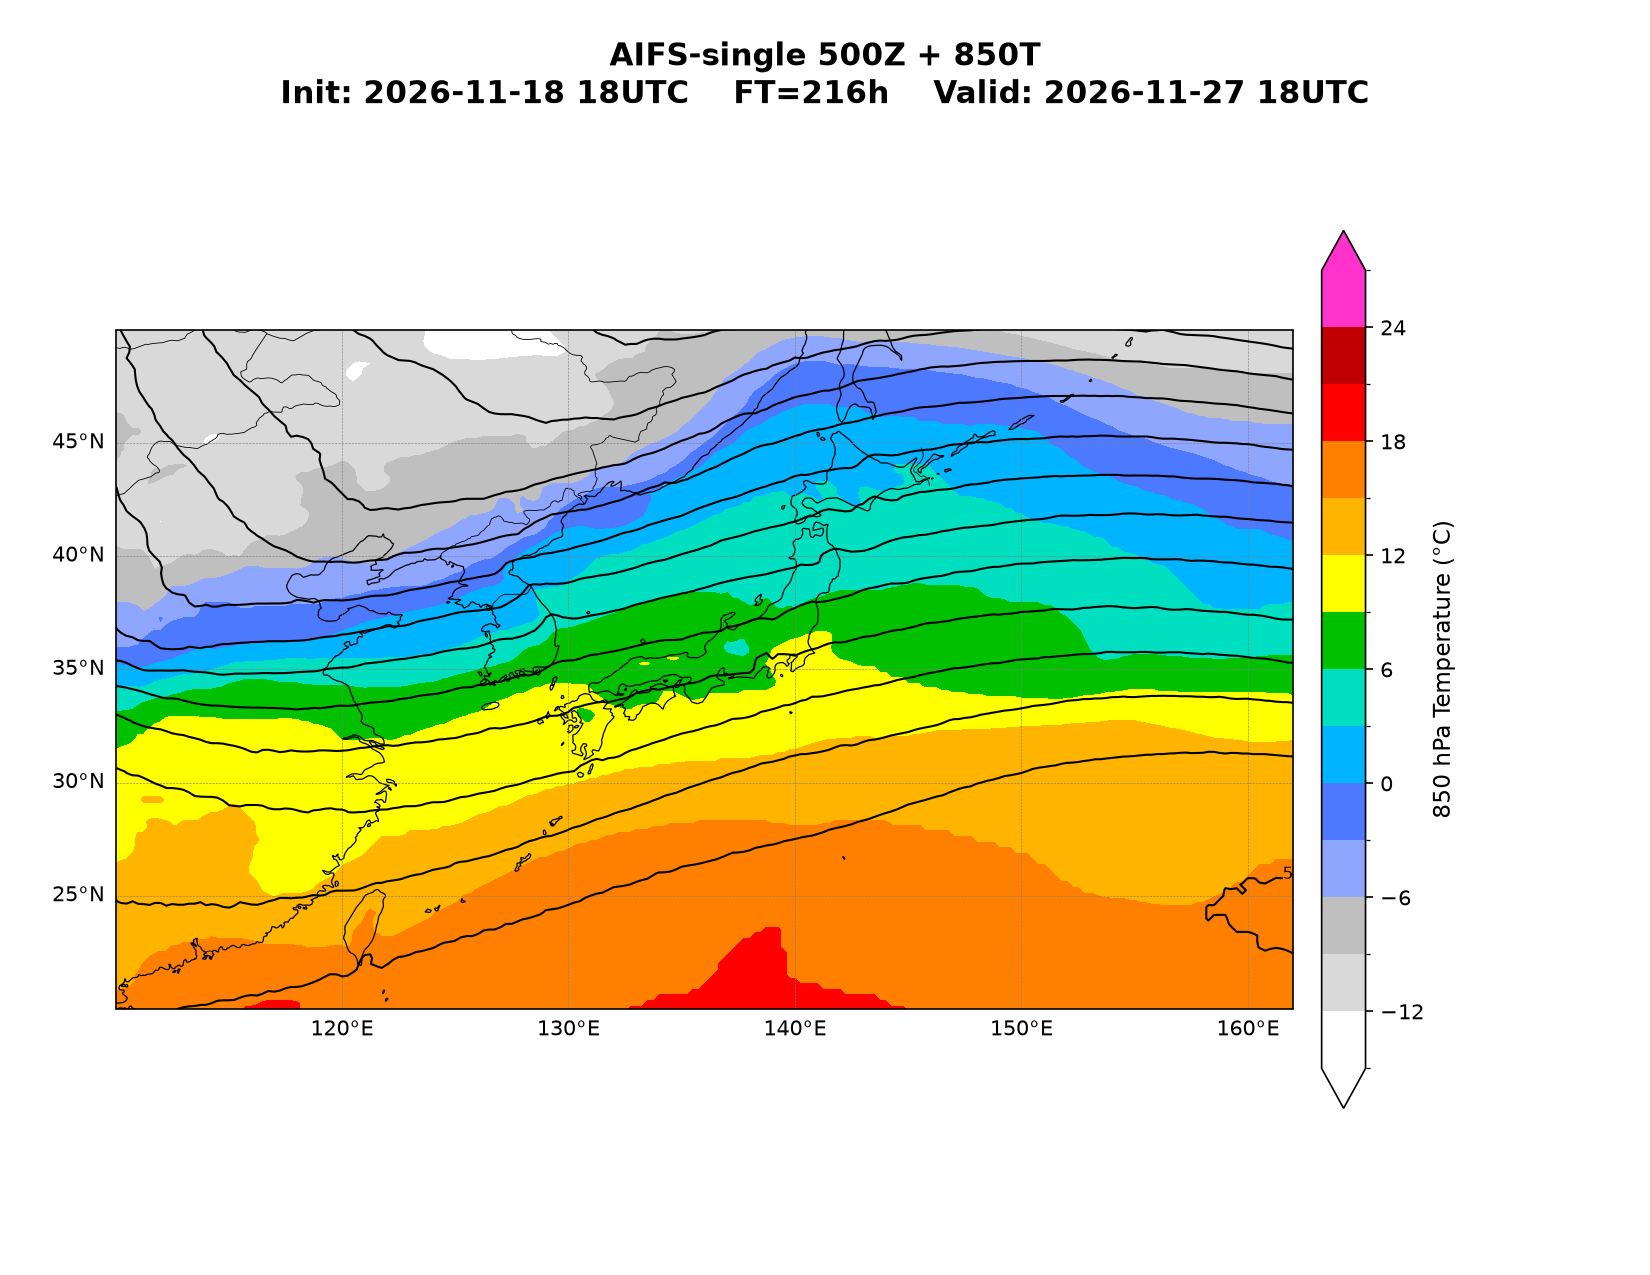 AIFS-single 500Z + 850T
Init: 2026-11-18 18UTC    FT=216h    Valid: 2026-11-27 18UTC
24
18
12
6
0
−6
−12
850 hPa Temperature (°C)
45°N
40°N
35°N
30°N
25°N
5
120°E
130°E
140°E
150°E
160°E